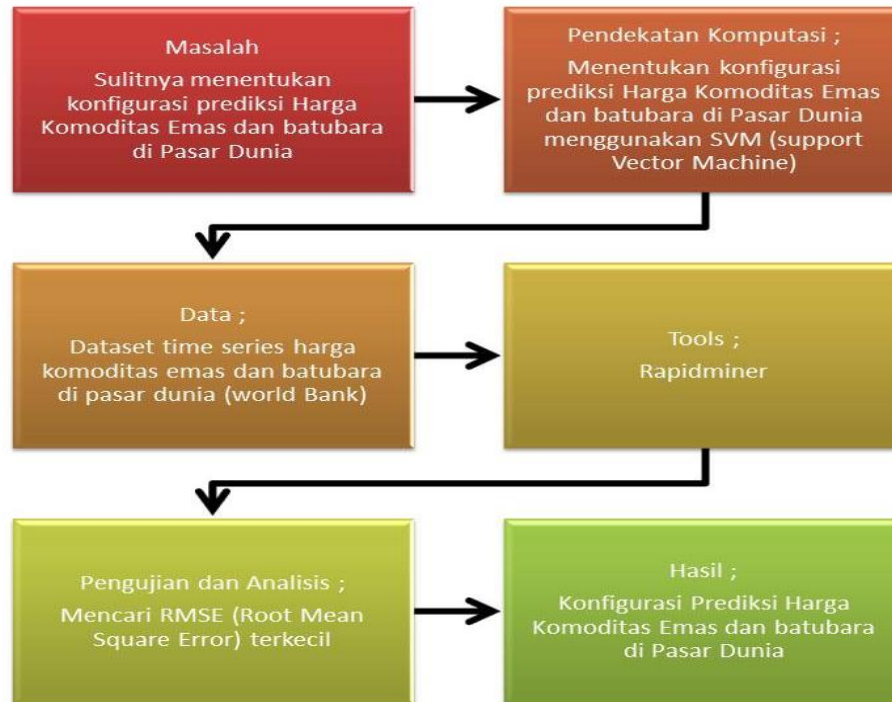 Masalah
Sulitnya menentukan
konfigurasi prediksi Harga
Komoditas Emas dan batubara
di Pasar Dunia
Pendekatan Komputasi ;
Menentukan konfigurasi
prediksi Harga Komoditas Emas
dan batubara di Pasar Dunia
menggunakan SVM (support
Vector Machine)
Data ;
Dataset time series harga
komoditas emas dan batubara
di pasar dunia (world Bank)
Tools ;
Rapidminer
Pengujian dan Analisis ;
Mencari RMSE (Root Mean
Square Error) terkecil
Hasil ;
Konfigurasi Prediksi Harga
Komoditas Emas dan batubara
di Pasar Dunia